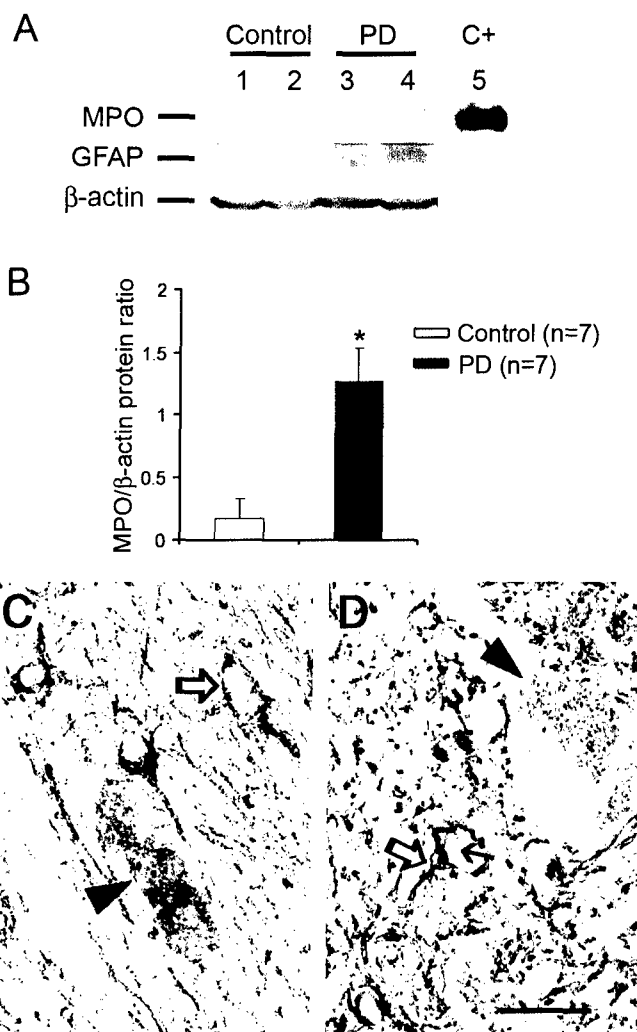 A
Control PD C+
1 2 3 4 5
MPO
GFAP
β-actin
B
MPO/β-actin protein ratio
2
1.5
1
0.5
0
*
Control (n=7)
PD (n=7)
C
D